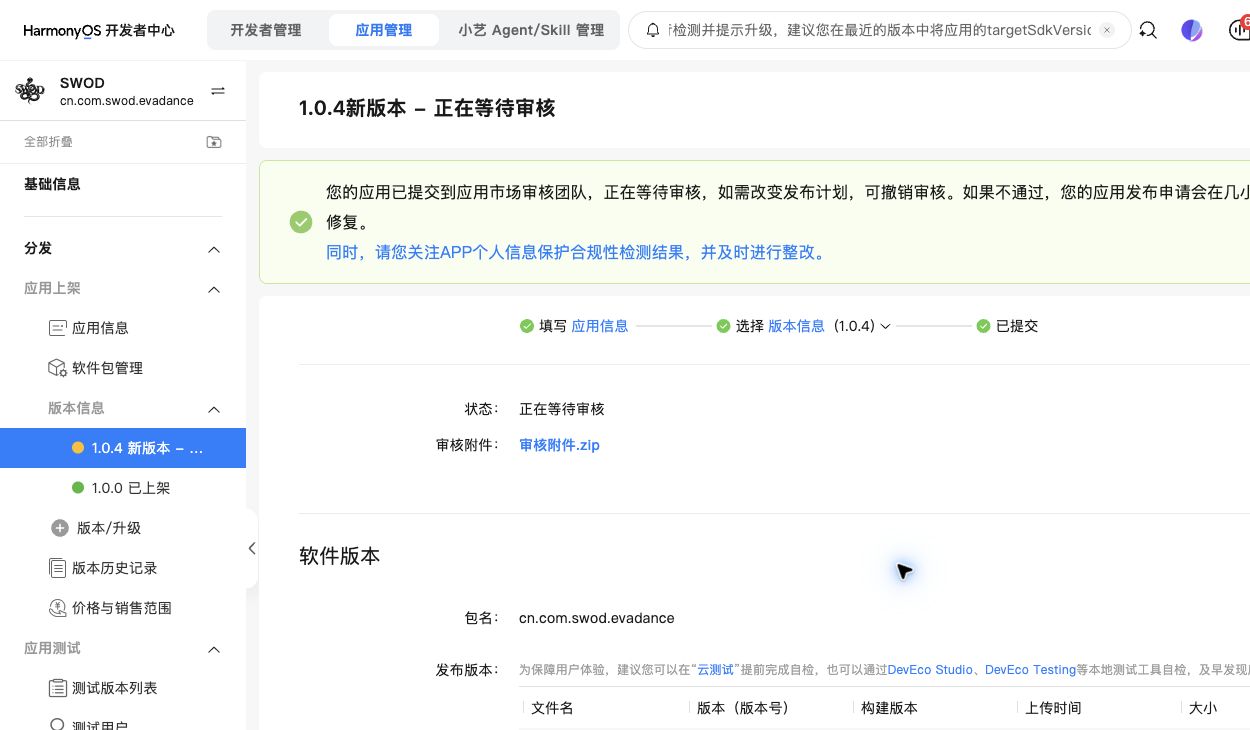 HarmonyOS 开发者中心
开发者管理
应用管理
小艺 Agent/Skill 管理
检测并提示升级，建议您在最近的版本中将应用的targetSdkVersic
SWOD
cn.com.swod.evadance
全部折叠
基础信息
分发
应用上架
应用信息
软件包管理
版本信息
1.0.4 新版本 – ...
1.0.0 已上架
版本/升级
版本历史记录
价格与销售范围
应用测试
测试版本列表
测试用户
1.0.4新版本 – 正在等待审核
您的应用已提交到应用市场审核团队，正在等待审核，如需改变发布计划，可撤销审核。如果不通过，您的应用发布申请会在几小
修复。
同时，请您关注APP个人信息保护合规性检测结果，并及时进行整改。
填写 应用信息
选择 版本信息 (1.0.4)
已提交
状态： 正在等待审核
审核附件： 审核附件.zip
软件版本
包名： cn.com.swod.evadance
发布版本： 为保障用户体验，建议您可以在“云测试”提前完成自检，也可以通过DevEco Studio、DevEco Testing等本地测试工具自检，及早发现
文件名
版本（版本号）
构建版本
上传时间
大小